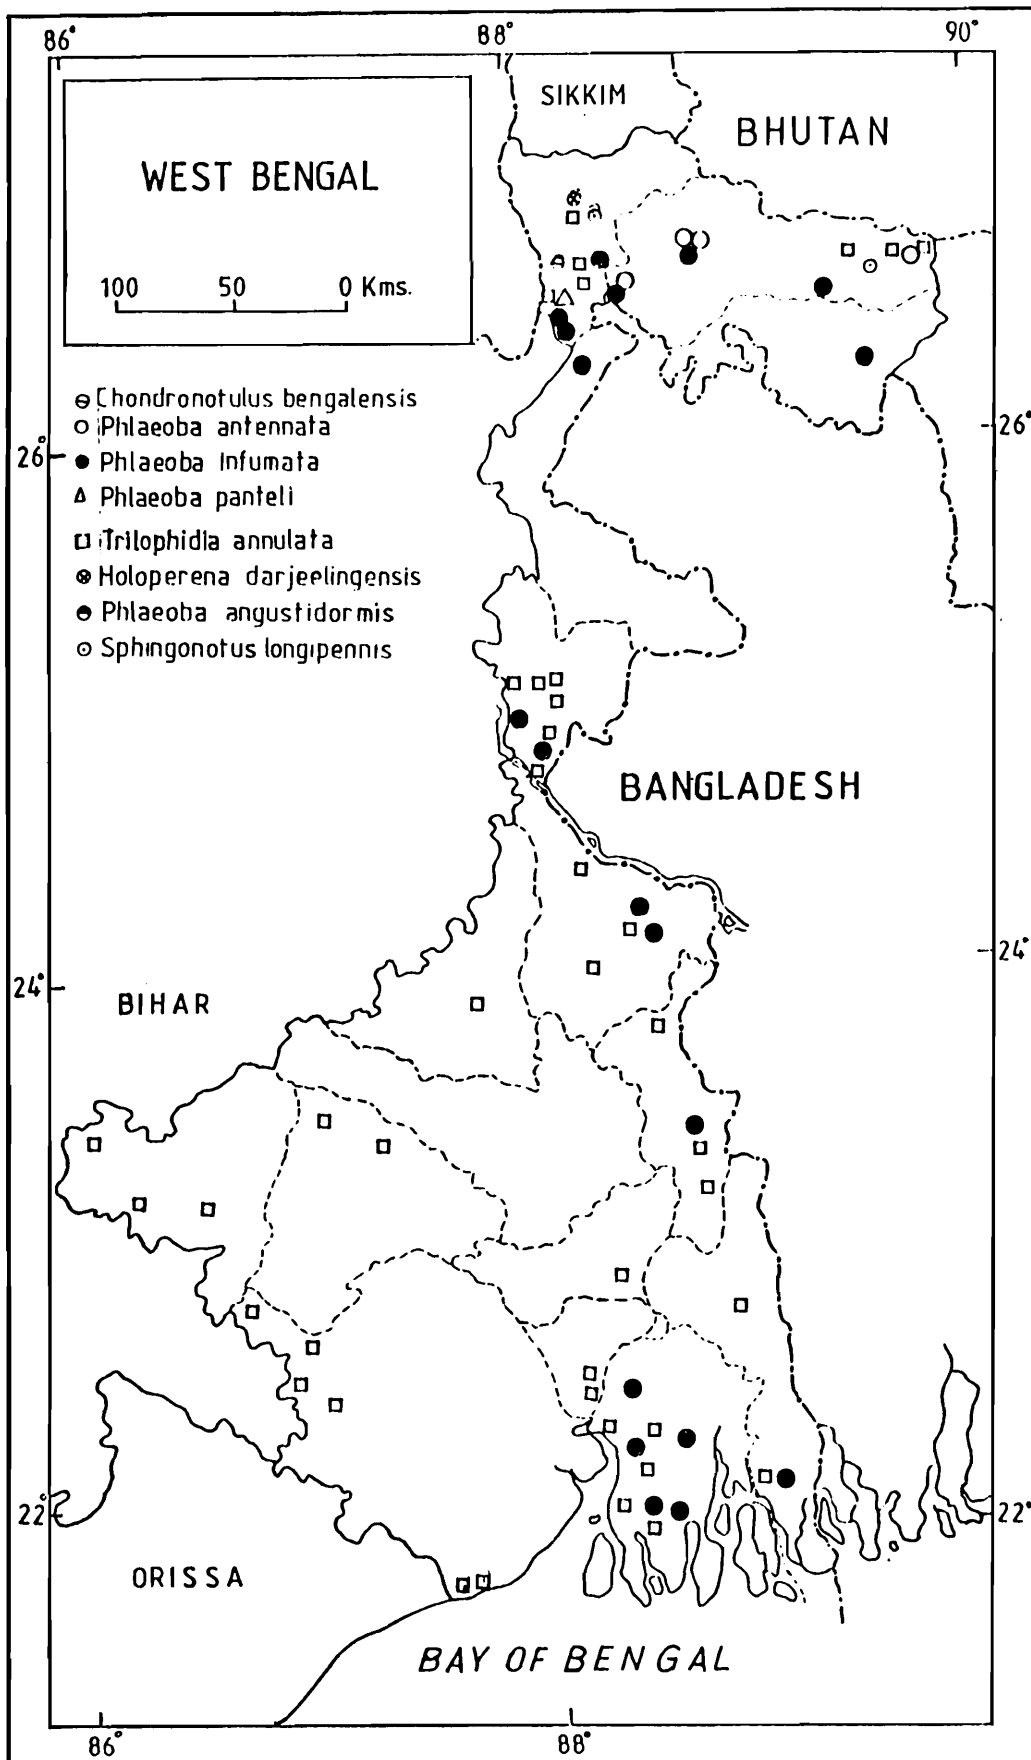 86°
88°
90°
SIKKIM
BHUTAN
WEST BENGAL
100 50 0 Kms.
Chondronotulus bengalensis
Phlaeoba antennata
26°
26°
Phlaeoba infumata
Phlaeoba panteli
Trilophidia annulata
Holoperena darjeelingensis
Phlaeoba angustidormis
Sphingonotus longipennis
BANGLADESH
24°
24°
BIHAR
22°
22°
ORISSA
BAY OF BENGAL
86°
88°